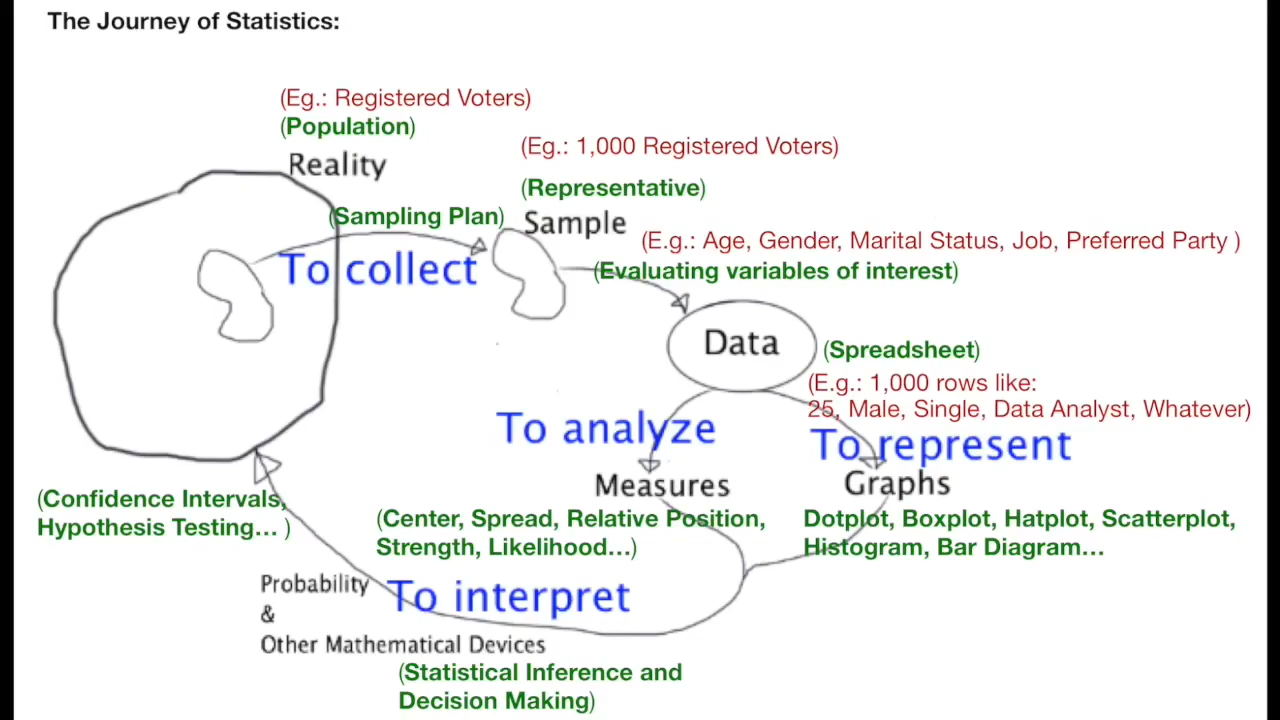 The Journey of Statistics:
(Eg.: Registered Voters)
(Population)
Reality
(Eg.: 1,000 Registered Voters)
(Representative)
(Sampling Plan)
Sample
(E.g.: Age, Gender, Marital Status, Job, Preferred Party )
To collect
(Evaluating variables of interest)
Data
(Spreadsheet)
(E.g.: 1,000 rows like:
25, Male, Single, Data Analyst, Whatever)
To analyze
To represent
Measures
Graphs
(Confidence Intervals,
Hypothesis Testing... )
(Center, Spread, Relative Position,
Strength, Likelihood...)
Dotplot, Boxplot, Hatplot, Scatterplot,
Histogram, Bar Diagram...
Probability
&
Other Mathematical Devices
To interpret
(Statistical Inference and
Decision Making)